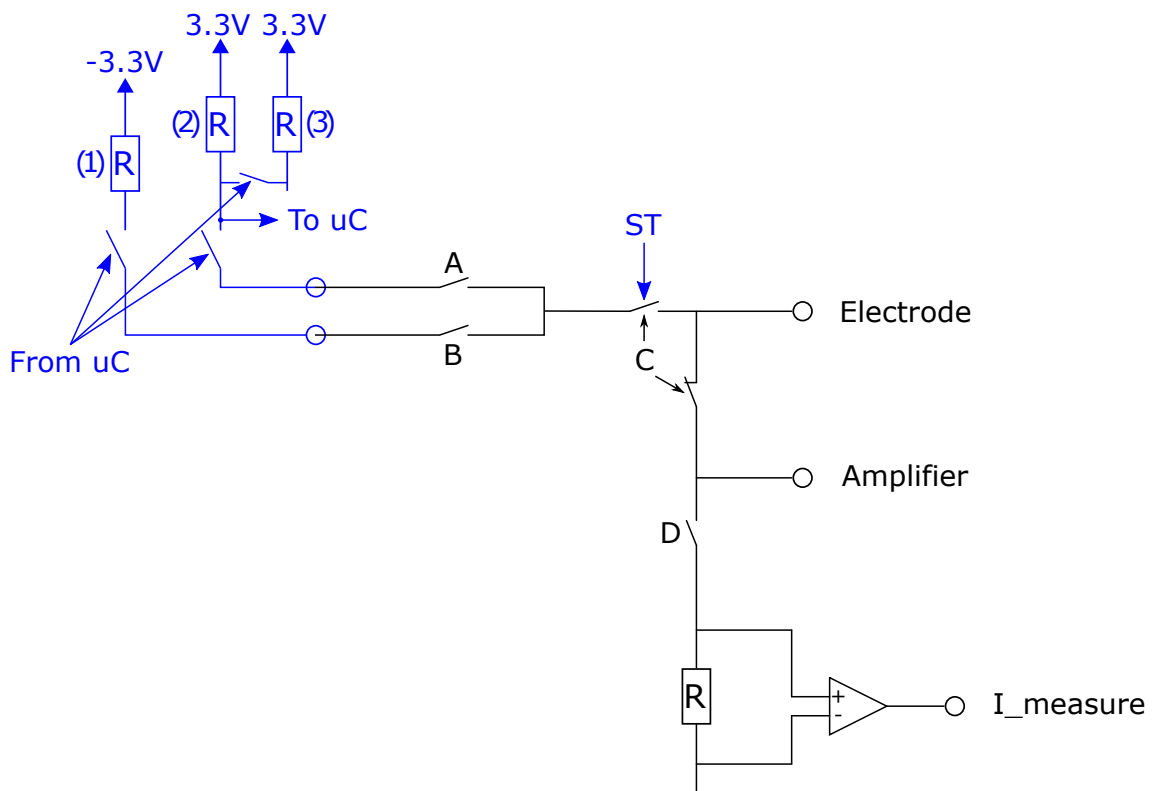 3.3V 3.3V
-3.3V
(2) R R (3)
(1) R
To uC
ST
A
Electrode
From uC
B
C
Amplifier
D
R
+
-
I_measure